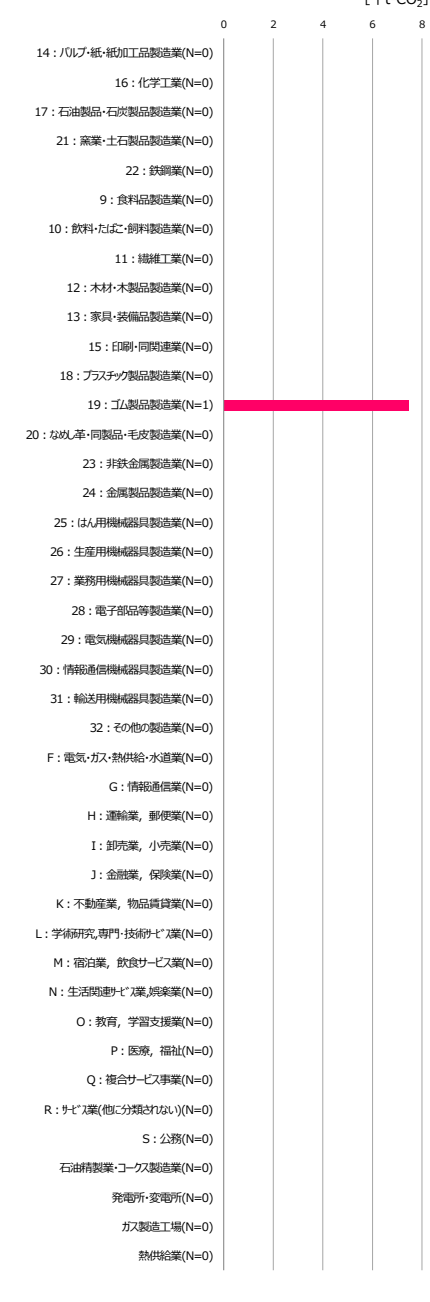 0 2 4 6 8
14：パルプ・紙・紙加工品製造業(N=0)
16：化学工業(N=0)
17：石油製品・石炭製品製造業(N=0)
21：窯業・土石製品製造業(N=0)
22：鉄鋼業(N=0)
9：食料品製造業(N=0)
10：飲料・たばこ・飼料製造業(N=0)
11：繊維工業(N=0)
12：木材・木製品製造業(N=0)
13：家具・装備品製造業(N=0)
15：印刷・同関連業(N=0)
18：プラスチック製品製造業(N=0)
19：ゴム製品製造業(N=1)
20：なめし革・同製品・毛皮製造業(N=0)
23：非鉄金属製造業(N=0)
24：金属製品製造業(N=0)
25：はん用機械器具製造業(N=0)
26：生産用機械器具製造業(N=0)
27：業務用機械器具製造業(N=0)
28：電子部品等製造業(N=0)
29：電気機械器具製造業(N=0)
30：情報通信機械器具製造業(N=0)
31：輸送用機械器具製造業(N=0)
32：その他の製造業(N=0)
F：電気・ガス・熱供給・水道業(N=0)
G：情報通信業(N=0)
H：運輸業，郵便業(N=0)
I：卸売業，小売業(N=0)
J：金融業，保険業(N=0)
K：不動産業，物品賃貸業(N=0)
L：学術研究,専門・技術ｻｰﾋﾞｽ業(N=0)
M：宿泊業，飲食サービス業(N=0)
N：生活関連ｻｰﾋﾞｽ業,娯楽業(N=0)
O：教育，学習支援業(N=0)
P：医療，福祉(N=0)
Q：複合サービス事業(N=0)
R：ｻｰﾋﾞｽ業(他に分類されない)(N=0)
S：公務(N=0)
石油精製業・コークス製造業(N=0)
発電所・変電所(N=0)
ガス製造工場(N=0)
熱供給業(N=0)